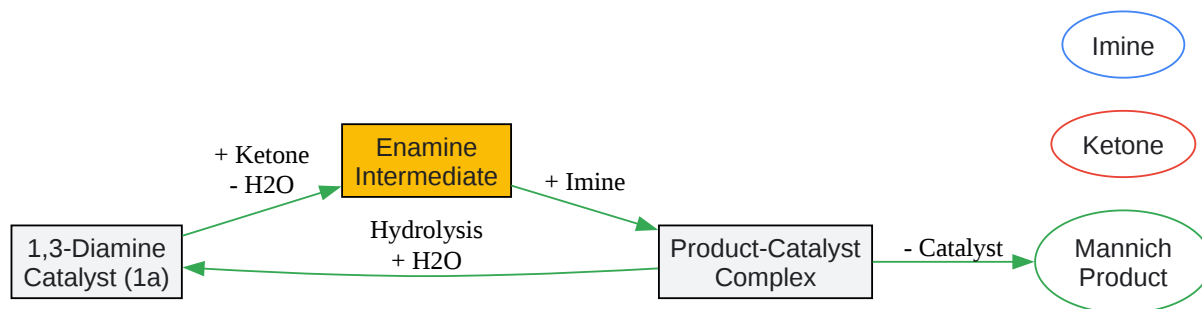 Imine
Ketone
+ Ketone
- H2O
Enamine
Intermediate
+ Imine
Hydrolysis
+ H2O
1,3-Diamine
Catalyst (1a)
Product-Catalyst
Complex
- Catalyst
Mannich
Product